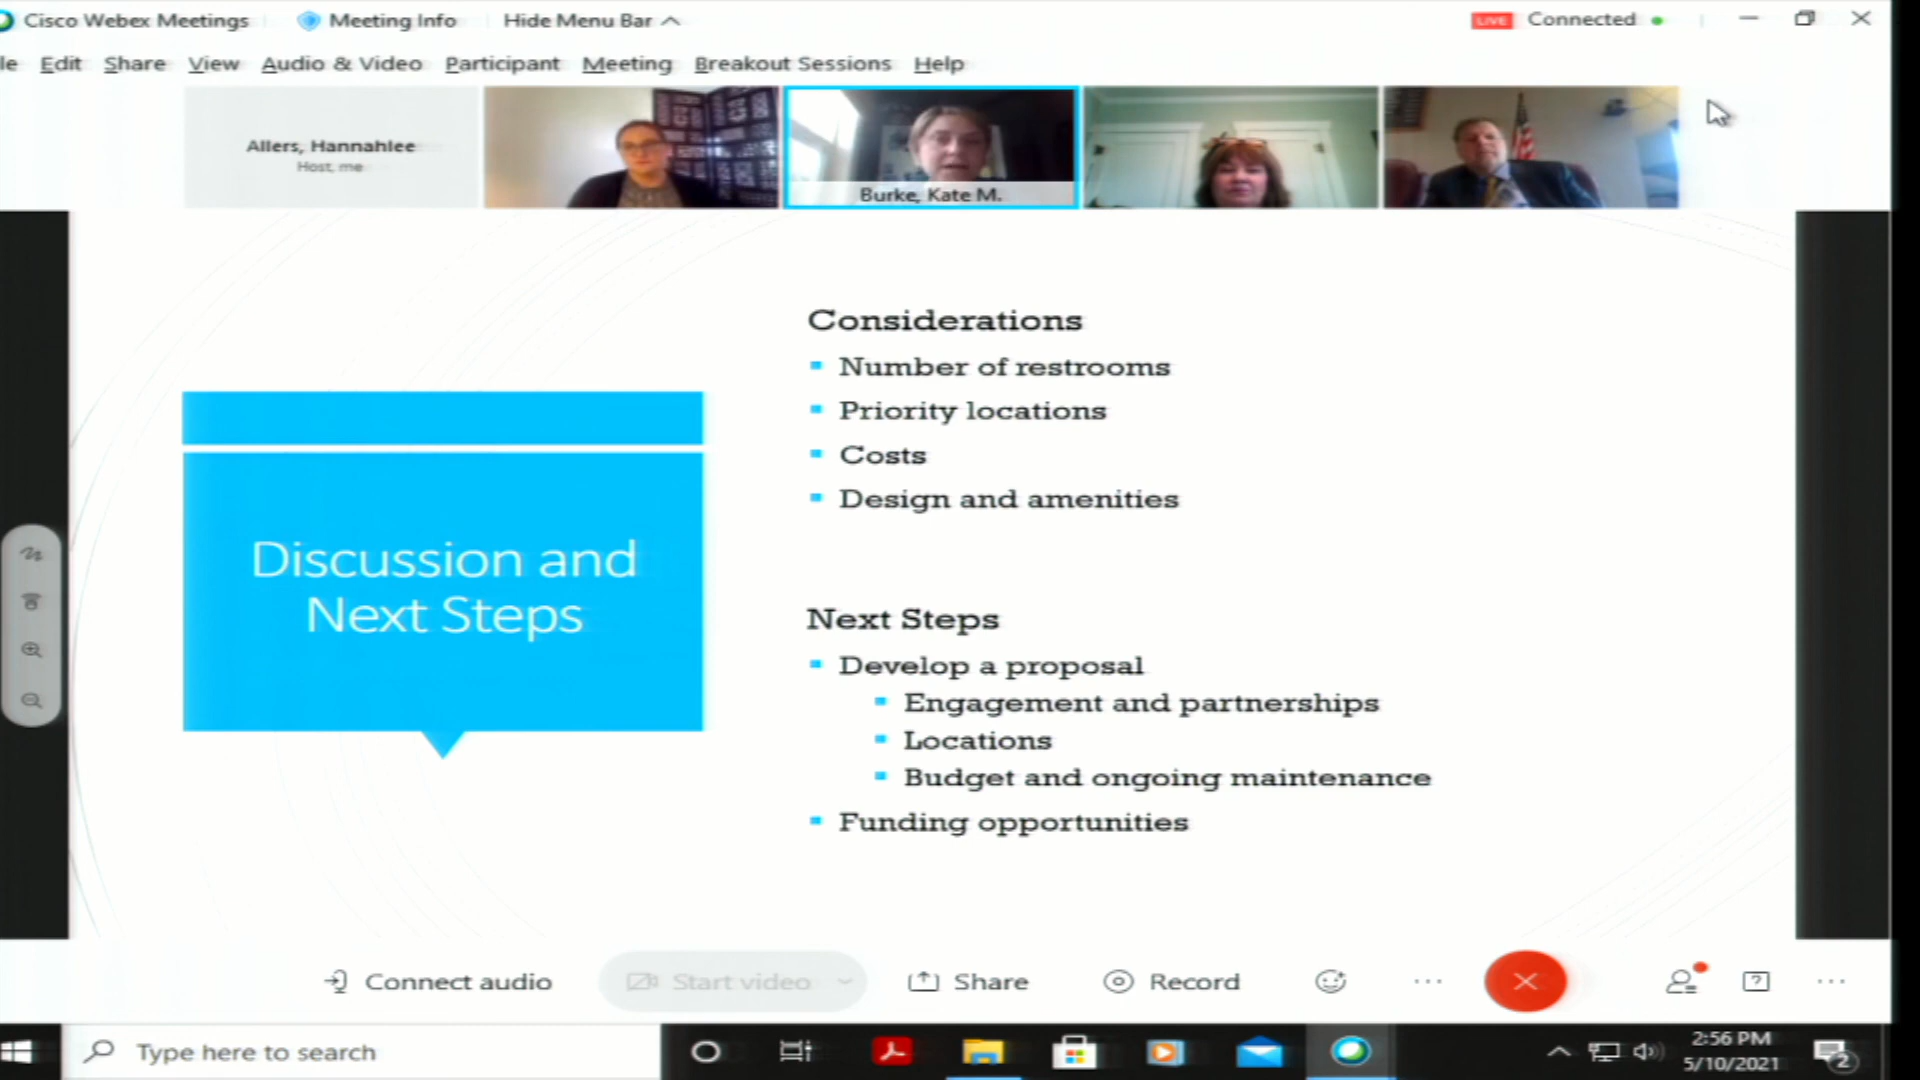 Cisco Webex Meetings Meeting Info Hide Menu Bar LIVE Connected
le Edit Share View Audio & Video Participant Meeting Breakout Sessions Help
Allers, Hannahlee
Host, me
Burke, Kate M.
Discussion and
Next Steps
Considerations
Number of restrooms
Priority locations
Costs
Design and amenities
Next Steps
Develop a proposal
Engagement and partnerships
Locations
Budget and ongoing maintenance
Funding opportunities
Connect audio Start video Share Record
Type here to search
2:56 PM
5/10/2021
2